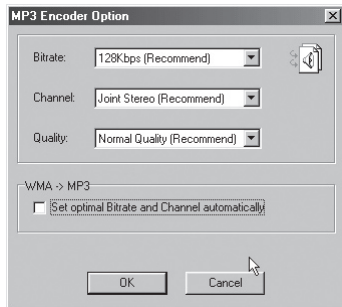 MP3 Encoder Option
Bitrate: 128Kbps (Recommend)
Channel: Joint Stereo (Recommend)
Quality: Normal Quality (Recommend)
WMA -> MP3
Set optimal Bitrate and Channel automatically
OK Cancel